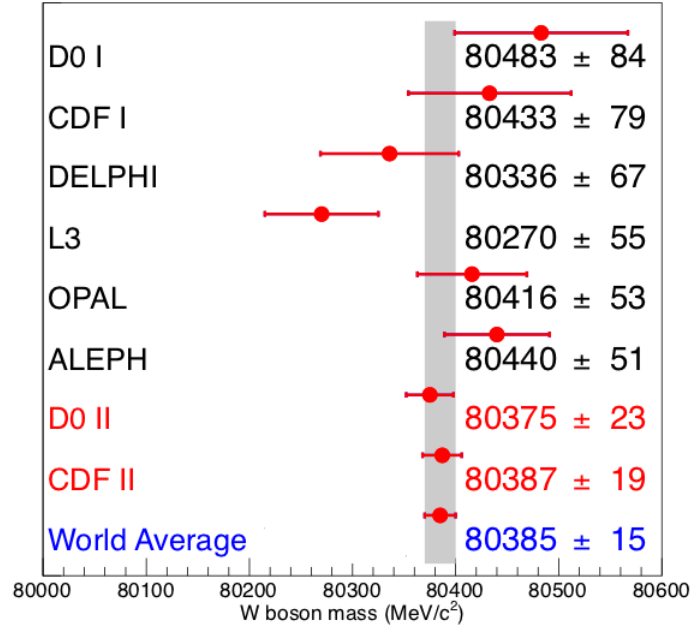 D0 I 80483 ± 84
CDF I 80433 ± 79
DELPHI 80336 ± 67
L3 80270 ± 55
OPAL 80416 ± 53
ALEPH 80440 ± 51
D0 II 80375 ± 23
CDF II 80387 ± 19
World Average 80385 ± 15
80000 80100 80200 80300 80400 80500 80600
W boson mass (MeV/c²)